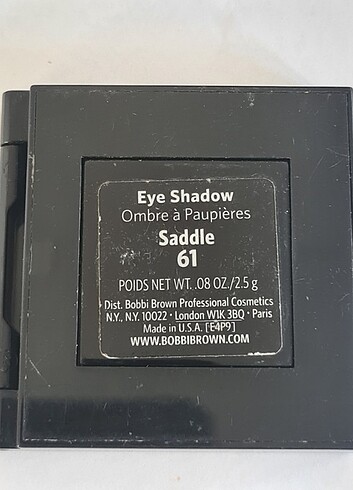 Eye Shadow
Ombre à Paupières
Saddle
61
POIDS NET WT. .08 OZ./2.5 g
Dist. Bobbi Brown Professional Cosmetics
N.Y., N.Y. 10022 · London W1K 3BQ · Paris
Made in U.S.A. [E4P9]
WWW.BOBBIBROWN.COM